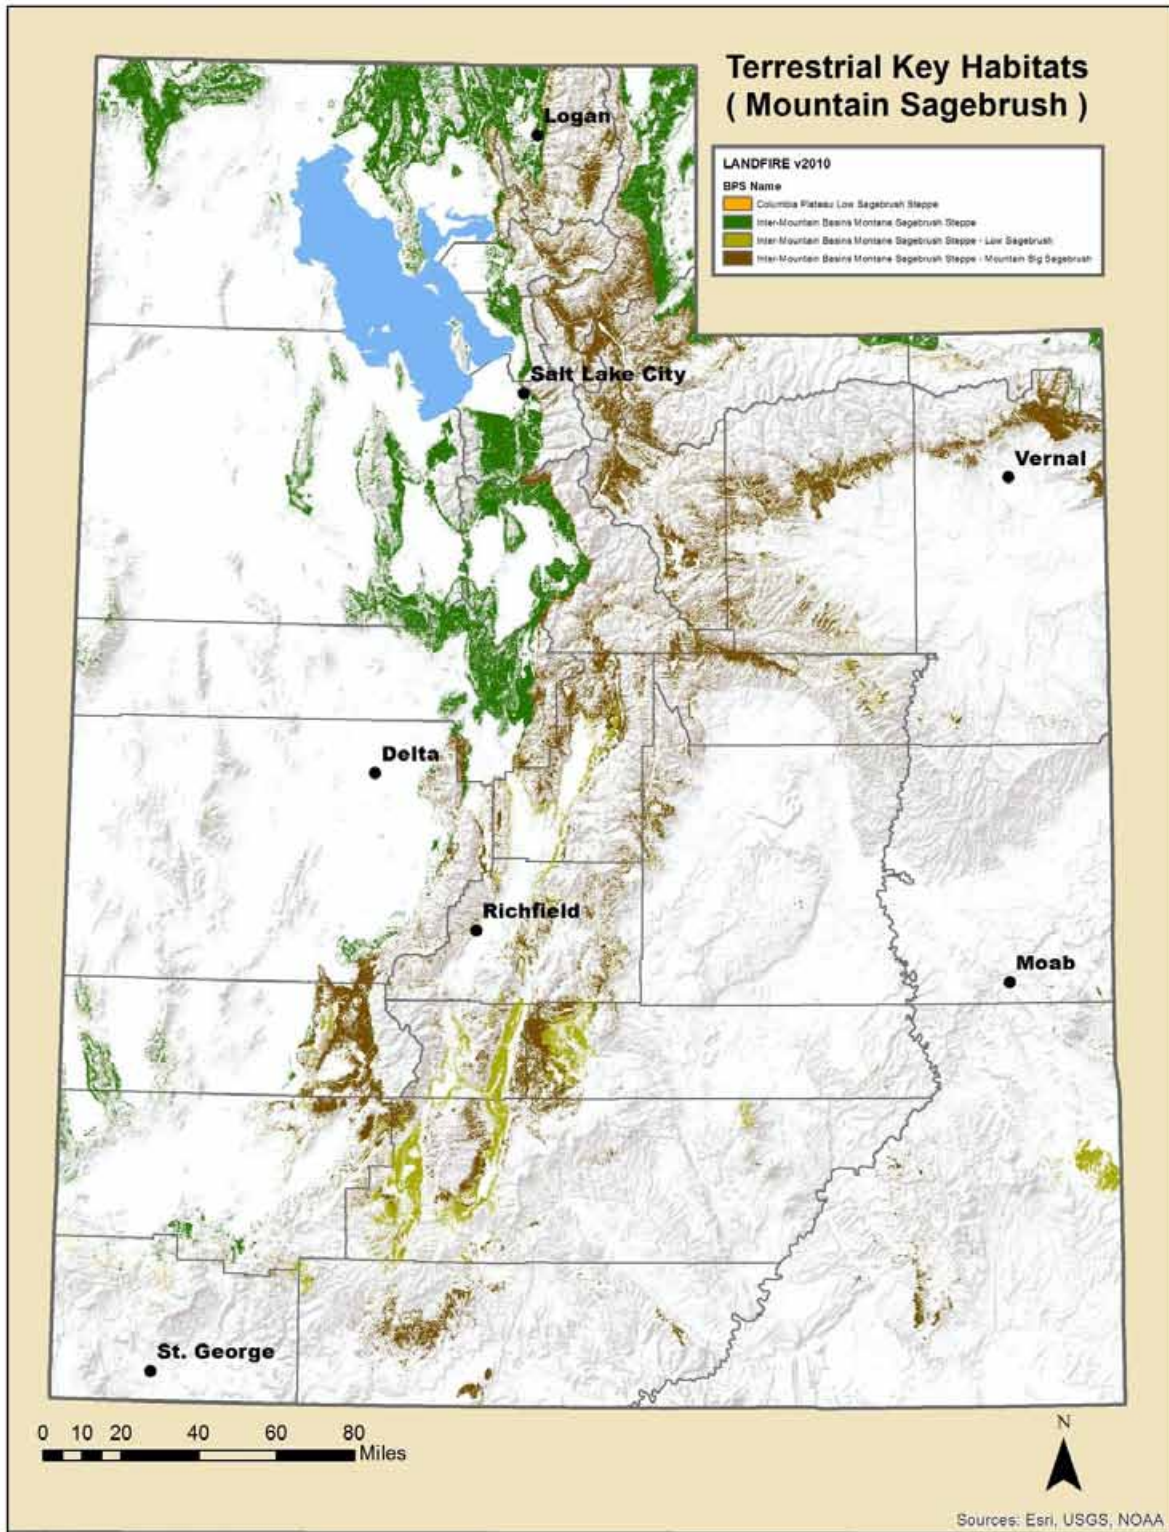 Terrestrial Key Habitats
( Mountain Sagebrush )
LANDFIRE v2010
BPS Name
Columbia Plateau Low Sagebrush Steppe
Inter-Mountain Basins Montane Sagebrush Steppe
Inter-Mountain Basins Montane Sagebrush Steppe - Low Sagebrush
Inter-Mountain Basins Montane Sagebrush Steppe - Mountain Big Sagebrush
Logan
Salt Lake City
Vernal
Delta
Richfield
Moab
St. George
0 10 20 40 60 80
Miles
N
Sources: Esri, USGS, NOAA